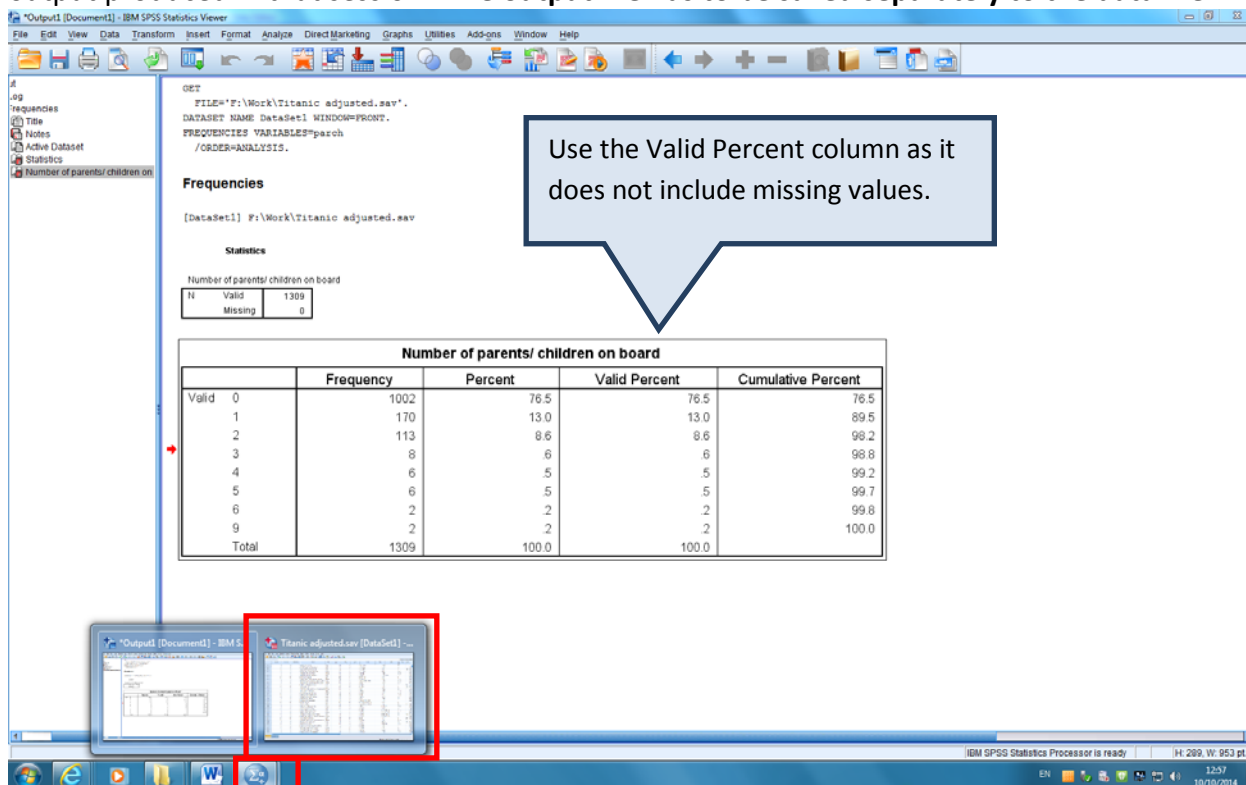 *Output1 [Document1] - IBM SPSS Statistics Viewer
File Edit View Data Transform Insert Format Analyze Direct Marketing Graphs Utilities Add-ons Window Help
Log
Frequencies
Title
Notes
Active Dataset
Statistics
Number of parents/ children on
GET
FILE='F:\Work\Titanic adjusted.sav'.
DATASET NAME DataSet1 WINDOW=FRONT.
FREQUENCIES VARIABLES=parch
/ORDER=ANALYSIS.
Frequencies
[DataSet1] F:\Work\Titanic adjusted.sav
Use the Valid Percent column as it
does not include missing values.
Statistics
Number of parents/ children on board
N Valid 1309
Missing 0
Number of parents/ children on board
Frequency Percent Valid Percent Cumulative Percent
Valid 0 1002 76.5 76.5 76.5
1 170 13.0 13.0 89.5
2 113 8.6 8.6 98.2
3 8 .6 .6 98.8
4 6 .5 .5 99.2
5 6 .5 .5 99.7
6 2 .2 .2 99.8
9 2 .2 .2 100.0
Total 1309 100.0 100.0
*Output1 [Document1] - IBM S...
Titanic adjusted.sav [DataSet1] -...
IBM SPSS Statistics Processor is ready H: 289, W: 953 pt
EN 12:57
10/10/2014